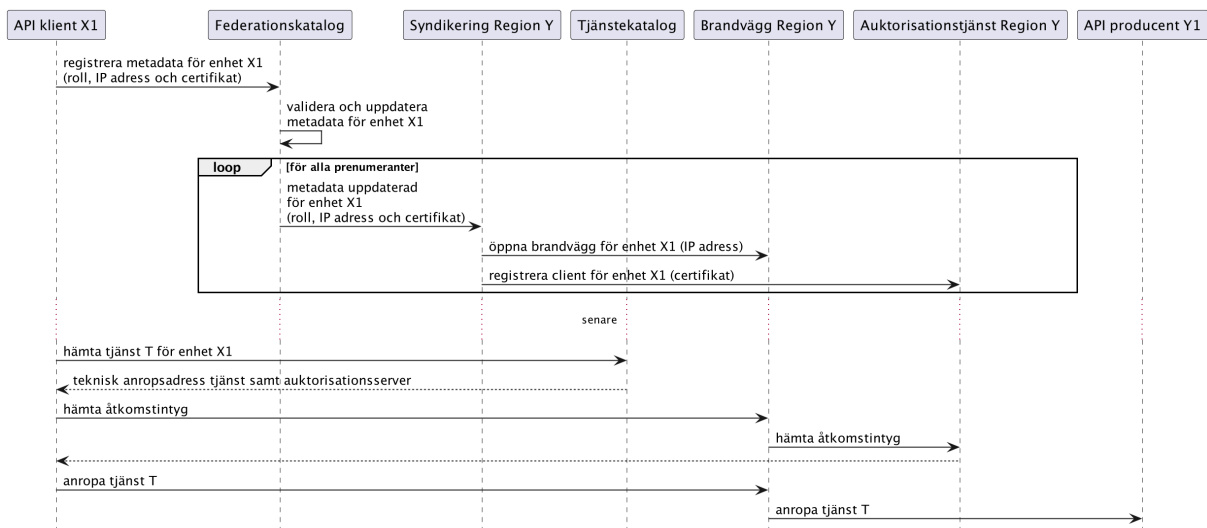 API klient X1
Federationskatalog
Syndikering Region Y
Tjänstekatalog
Brandvägg Region Y
Auktorisationstjänst Region Y
API producent Y1
registrera metadata för enhet X1
(roll, IP adress och certifikat)
validera och uppdatera
metadata för enhet X1
loop
[för alla prenumeranter]
metadata uppdaterad
för enhet X1
(roll, IP adress och certifikat)
öppna brandvägg för enhet X1 (IP adress)
registrera client för enhet X1 (certifikat)
senare
hämta tjänst T för enhet X1
teknisk anropsadress tjänst samt auktorisationsserver
hämta åtkomstintyg
hämta åtkomstintyg
anropa tjänst T
anropa tjänst T